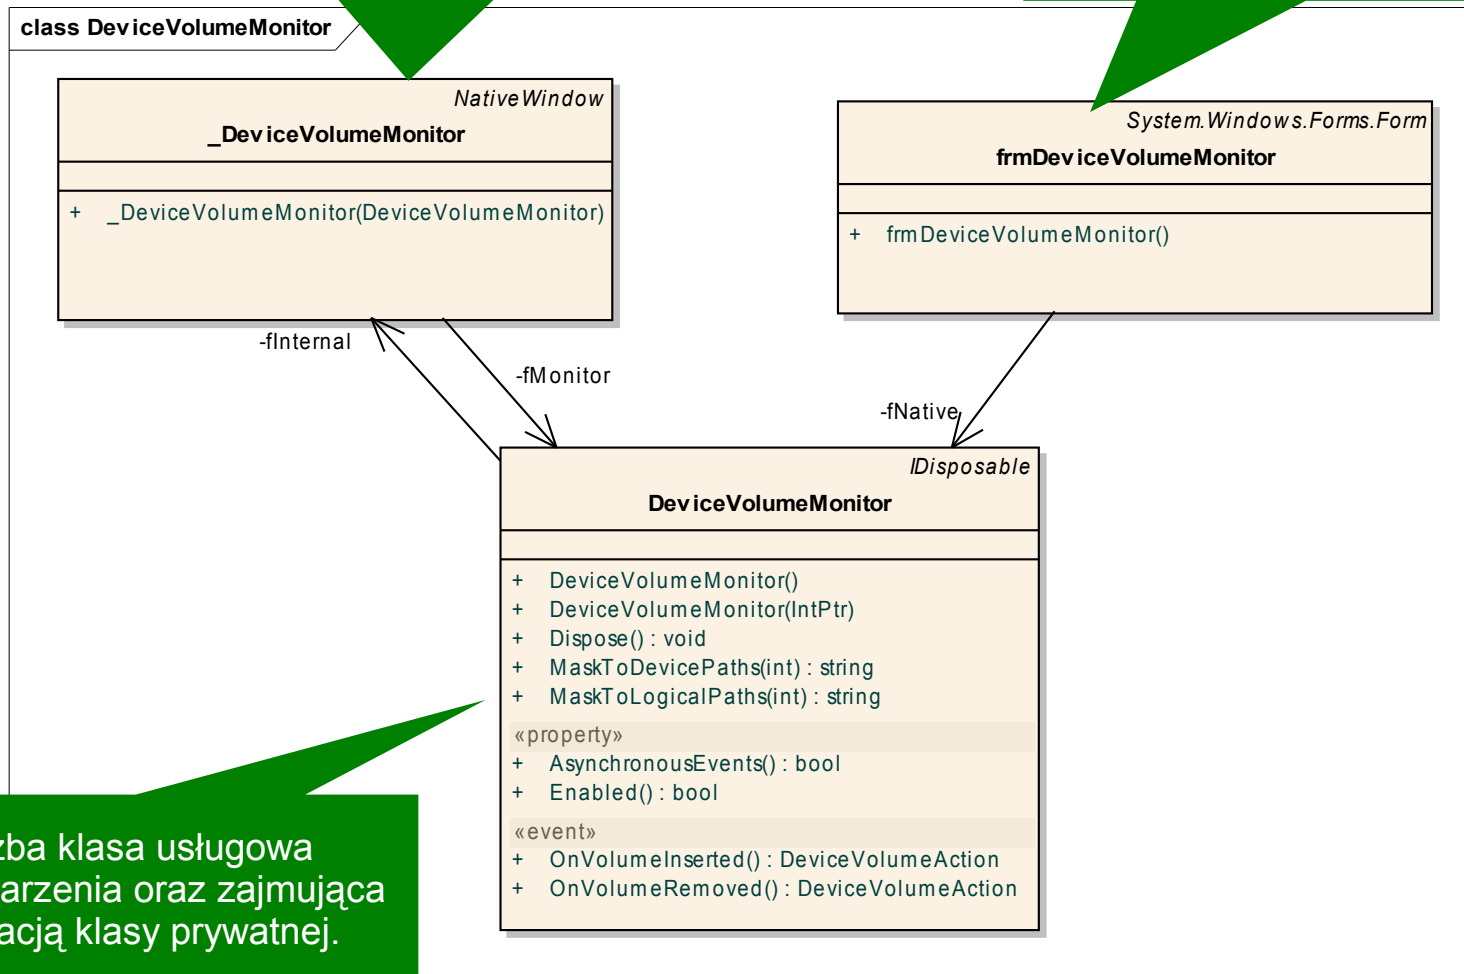 class DeviceVolumeMonitor
NativeWindow
_DeviceVolumeMonitor
+ _DeviceVolumeMonitor(DeviceVolumeMonitor)
System.Windows.Forms.Form
frmDeviceVolumeMonitor
+ frmDeviceVolumeMonitor()
-fInternal
-fMonitor
-fNative
IDisposable
DeviceVolumeMonitor
+ DeviceVolumeMonitor()
+ DeviceVolumeMonitor(IntPtr)
+ Dispose() : void
+ MaskToDevicePaths(int) : string
+ MaskToLogicalPaths(int) : string
«property»
+ AsynchronousEvents() : bool
+ Enabled() : bool
«event»
+ OnVolumeInserted() : DeviceVolumeAction
+ OnVolumeRemoved() : DeviceVolumeAction
klasa usługowa
oraz zajmująca
klasy prywatnej.